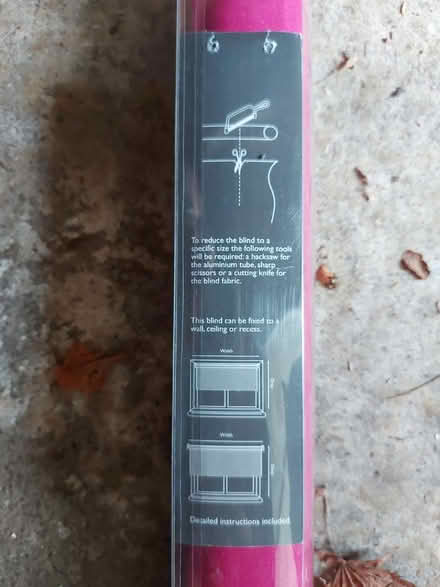 To reduce the blind to a
specific size the following tools
will be required: a hacksaw for
the aluminium tube, sharp
scissors or a cutting knife for
the blind fabric.
This blind can be fixed to a
wall, ceiling or recess.
Width
Drop
Width
Drop
Detailed instructions included.